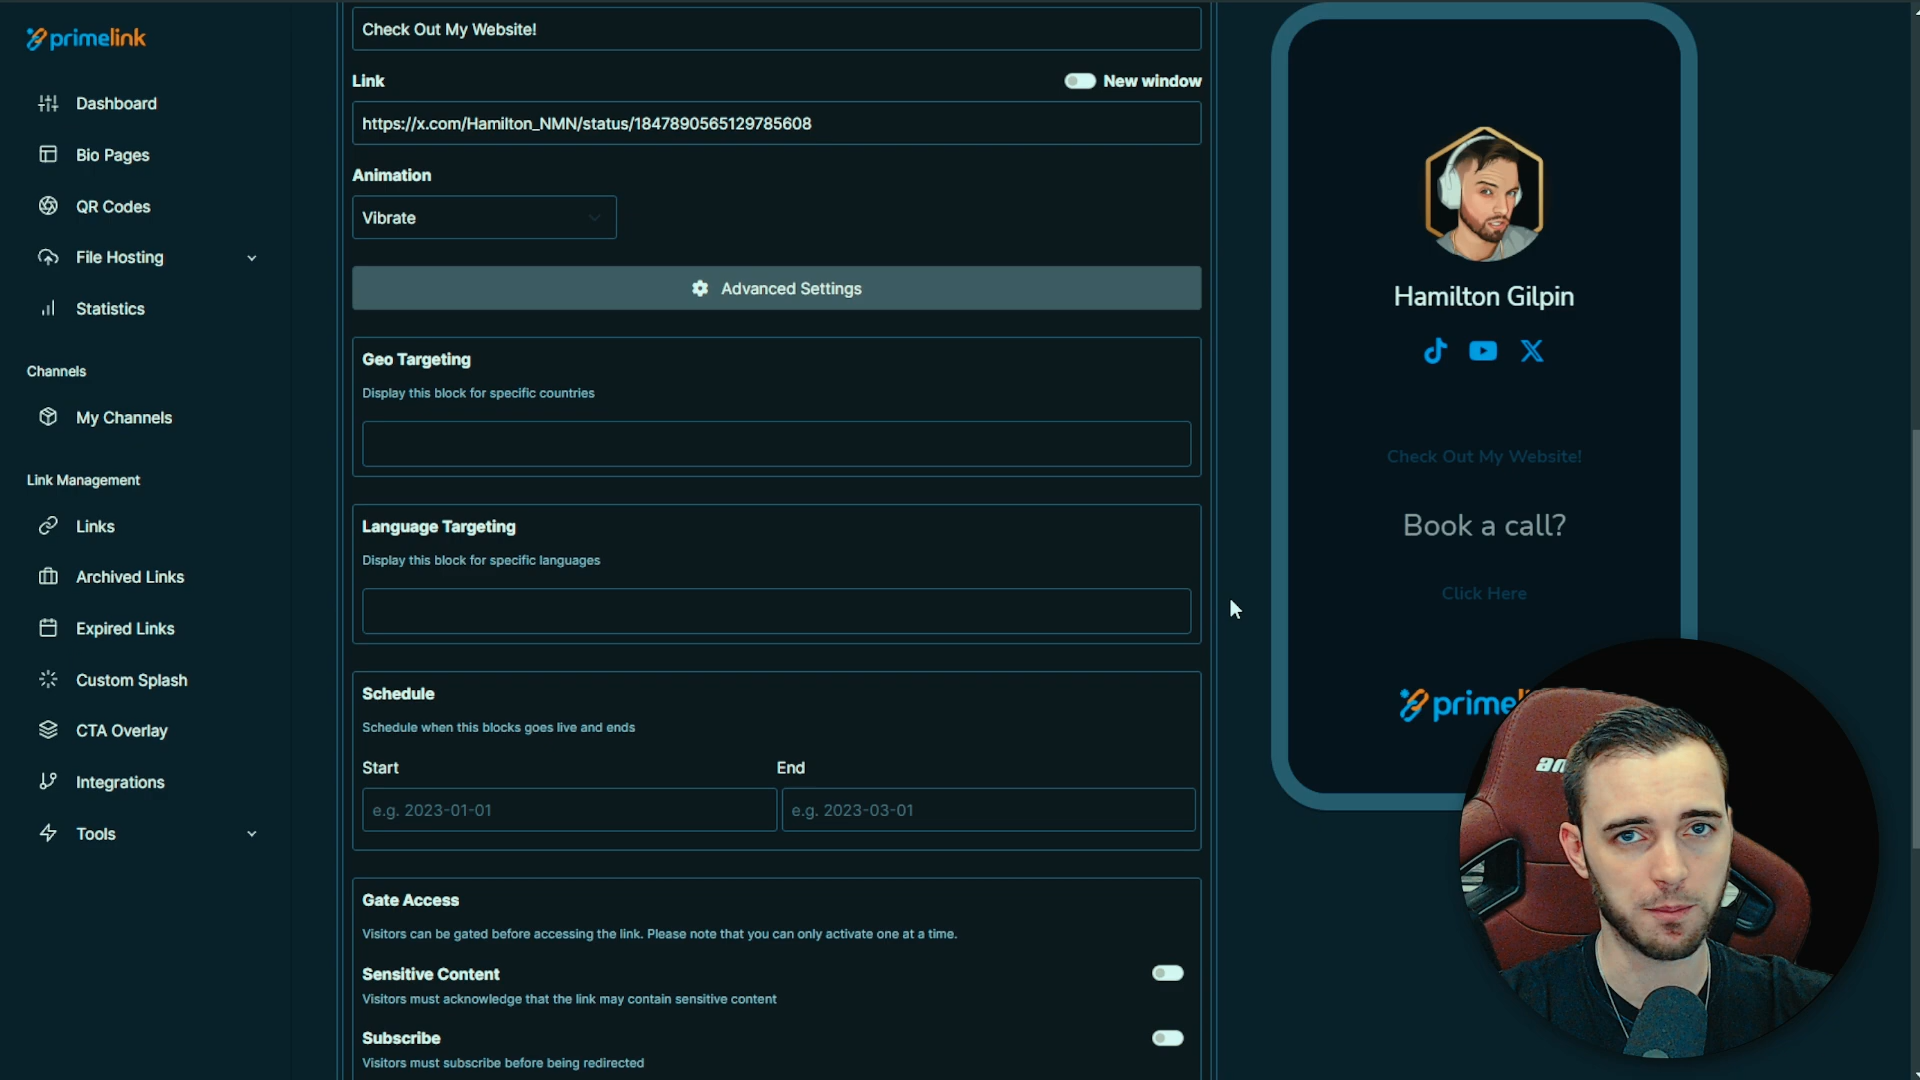 primelink
Dashboard
Bio Pages
QR Codes
File Hosting
Statistics
Channels
My Channels
Link Management
Links
Archived Links
Expired Links
Custom Splash
CTA Overlay
Integrations
Tools
Check Out My Website!
Link
New window
https://x.com/Hamilton_NMN/status/1847890565129785608
Animation
Vibrate
Advanced Settings
Geo Targeting
Display this block for specific countries
Language Targeting
Display this block for specific languages
Schedule
Schedule when this blocks goes live and ends
Start
End
e.g. 2023-01-01
e.g. 2023-03-01
Gate Access
Visitors can be gated before accessing the link. Please note that you can only activate one at a time.
Sensitive Content
Visitors must acknowledge that the link may contain sensitive content
Subscribe
Visitors must subscribe before being redirected
Hamilton Gilpin
Check Out My Website!
Book a call?
Click Here
prime